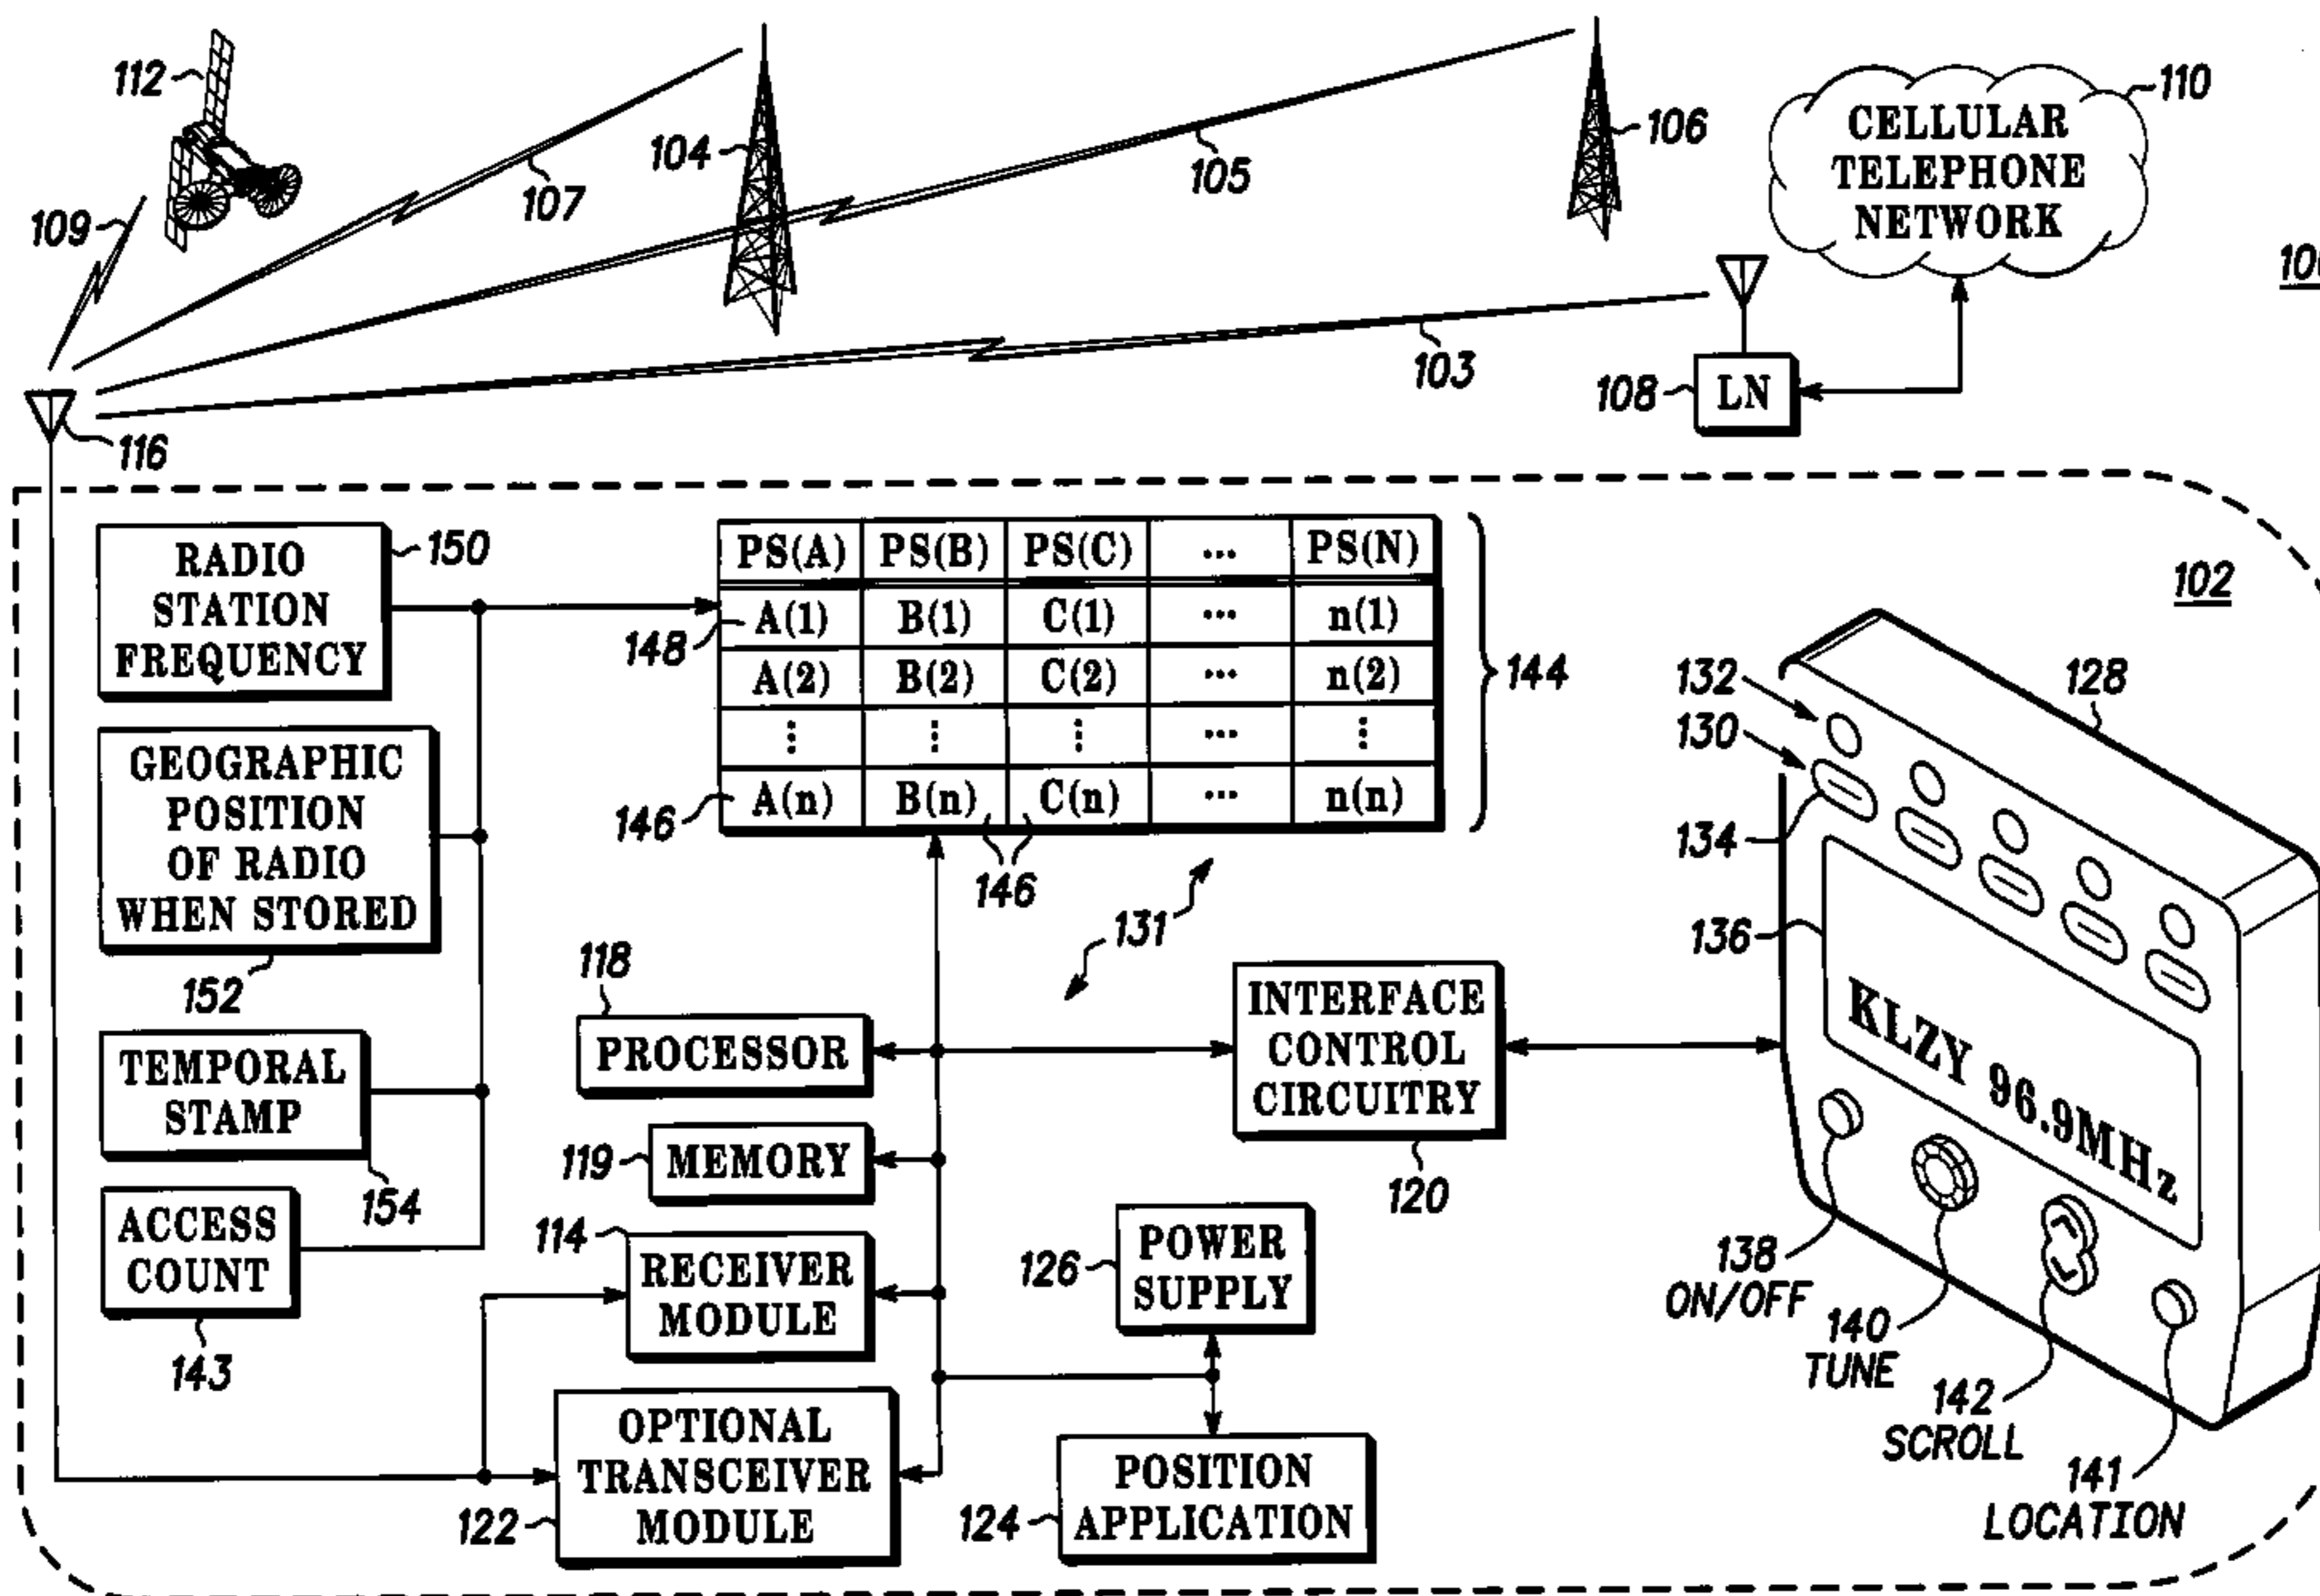 112
109
107
104
105
106
110
CELLULAR
TELEPHONE
NETWORK
103
108
LN
116
RADIO
STATION
FREQUENCY
150
GEOGRAPHIC
POSITION
OF RADIO
WHEN STORED
152
TEMPORAL
STAMP
154
ACCESS
COUNT
143
PS(A) PS(B) PS(C) ... PS(N)
A(1) B(1) C(1) ... n(1)
A(2) B(2) C(2) ... n(2)
⋮ ⋮ ⋮ ... ⋮
A(n) B(n) C(n) ... n(n)
148
146
146
144
131
118
PROCESSOR
119
MEMORY
114
RECEIVER
MODULE
OPTIONAL
TRANSCEIVER
MODULE
122
INTERFACE
CONTROL
CIRCUITRY
120
126
POWER
SUPPLY
124
POSITION
APPLICATION
102
128
132
130
134
136
KLZY 96.9MHz
138
ON/OFF
140
TUNE
142
SCROLL
141
LOCATION